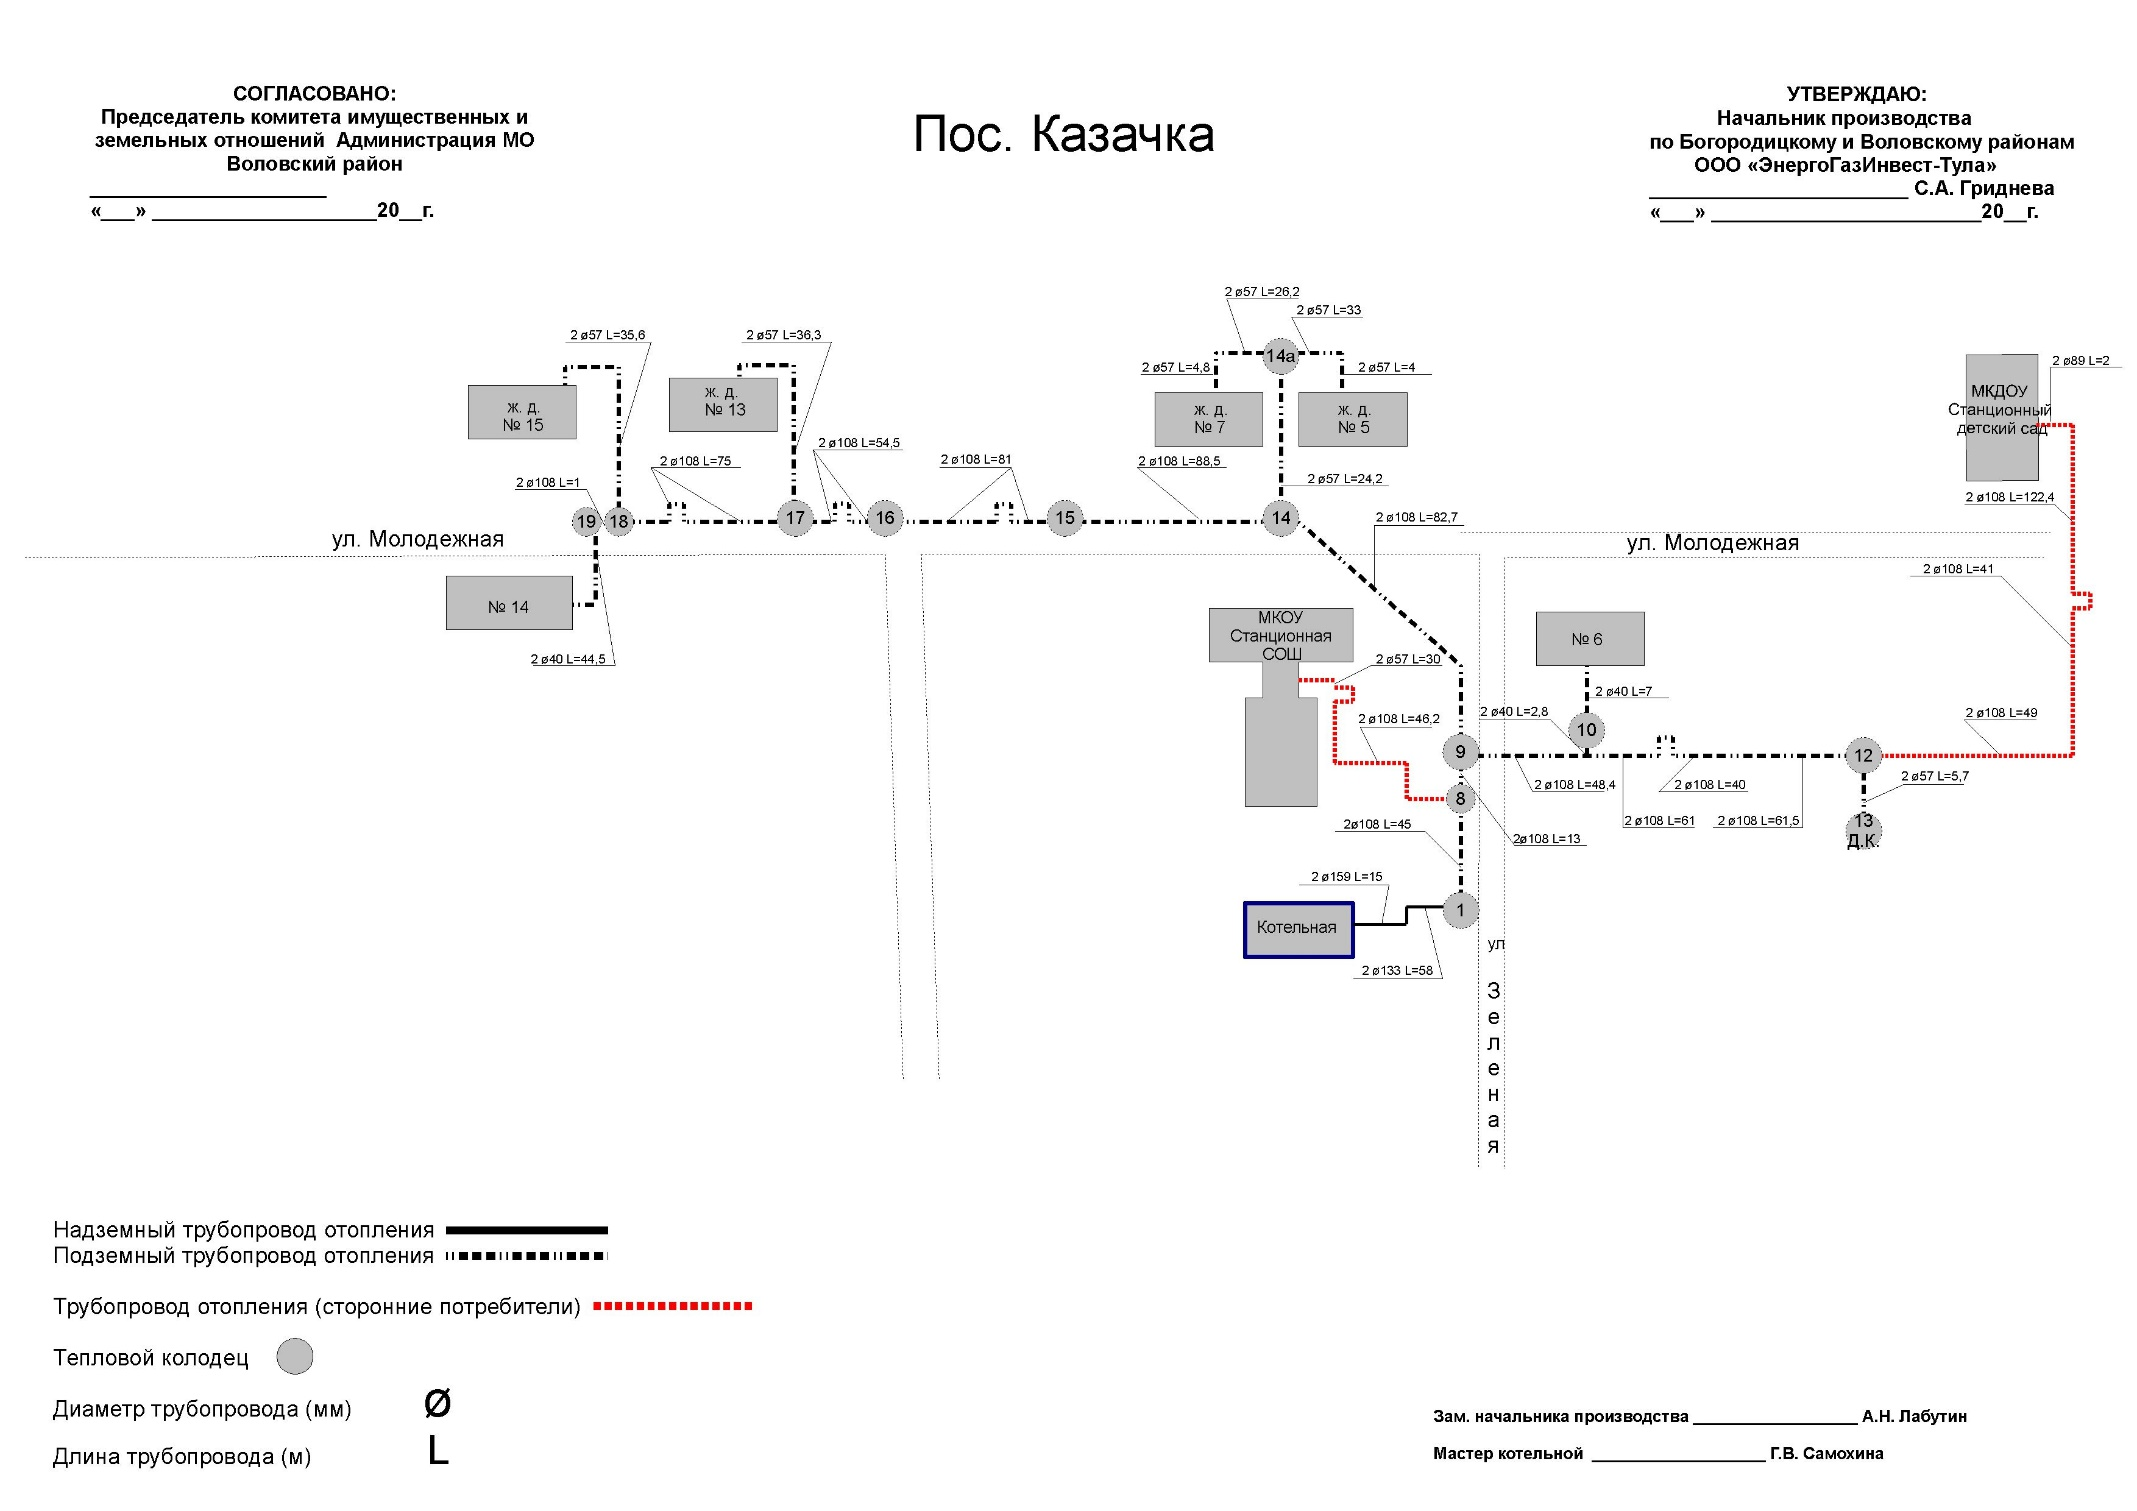 СОГЛАСОВАНО:
Председатель комитета имущественных и
земельных отношений Администрация МО
Воловский район
«___» ____________________20__г.
Пос. Казачка
УТВЕРЖДАЮ:
Начальник производства
по Богородицкому и Воловскому районам
ООО «ЭнергоГазИнвест-Тула»
_______________________ С.А. Гриднева
«___» ________________________20__г.
2 ø57 L=26,2
2 ø57 L=33
2 ø57 L=35,6
2 ø57 L=36,3
14а
2 ø57 L=4,8
2 ø57 L=4
2 ø89 L=2
ж. д.
№ 15
ж. д.
№ 13
ж. д.
№ 7
ж. д.
№ 5
МКДОУ
Станционный
детский сад
2 ø108 L=54,5
2 ø108 L=75
2 ø108 L=81
2 ø108 L=88,5
2 ø57 L=24,2
2 ø108 L=1
2 ø108 L=122,4
19
18
17
16
15
14
2 ø108 L=82,7
ул. Молодежная
ул. Молодежная
2 ø108 L=41
№ 14
2 ø40 L=44,5
МКОУ
Станционная
СОШ
№ 6
2 ø57 L=30
2 ø40 L=7
2 ø108 L=46,2
2 ø40 L=2,8
2 ø108 L=49
10
9
12
2 ø108 L=48,4
2 ø108 L=40
2 ø57 L=5,7
8
2ø108 L=45
2 ø108 L=61
2 ø108 L=61,5
13
Д.К.
2ø108 L=13
2 ø159 L=15
Котельная
1
2 ø133 L=58
ул
З
е
л
е
н
а
я
Надземный трубопровод отопления
Подземный трубопровод отопления
Трубопровод отопления (сторонние потребители)
Тепловой колодец
Диаметр трубопровода (мм) Ø
Длина трубопровода (м) L
Зам. начальника производства __________________ А.Н. Лабутин
Мастер котельной ___________________ Г.В. Самохина